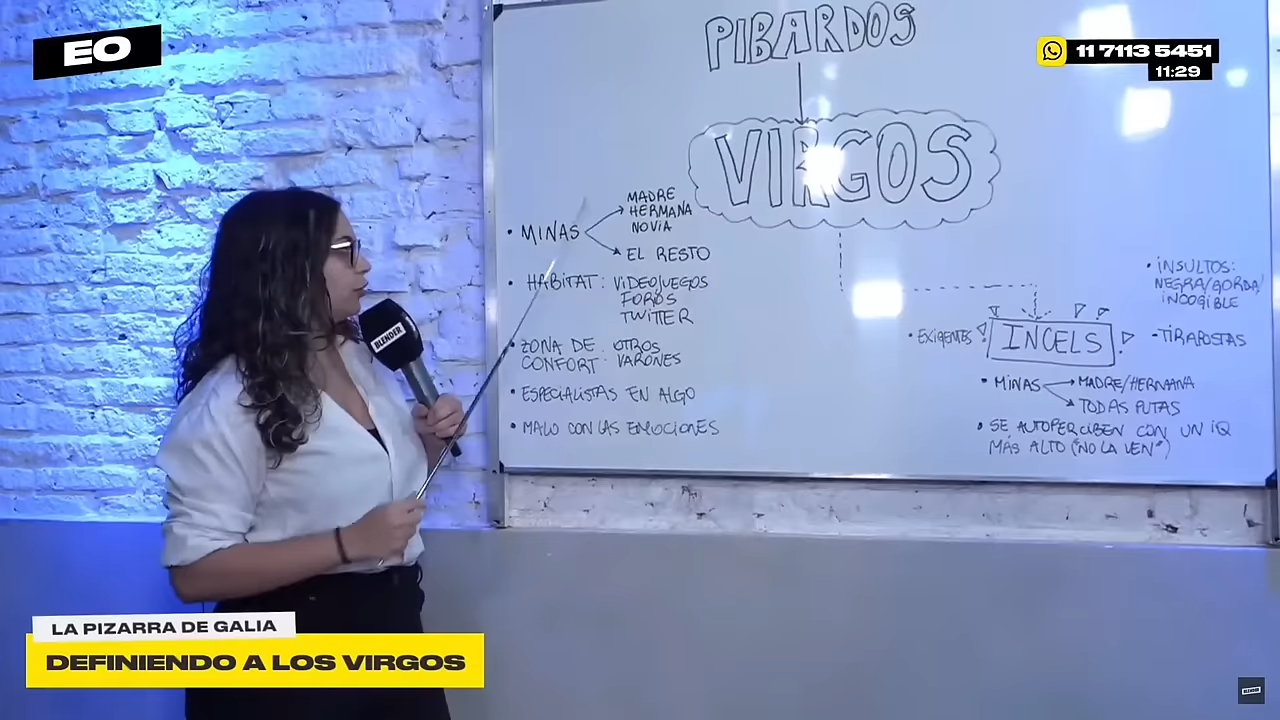 EO
11 7113 5451
11:29
PIBARDOS
VIRGOS
• MINAS
MADRE
HERMANA
NOVIA
EL RESTO
• HABITAT: VIDEOJUEGOS
FOROS
TWITTER
• ZONA DE : OTROS
CONFORT : VARONES
• ESPECIALISTAS EN ALGO
• MALO CON LAS EMOCIONES
• INSULTOS:
NEGRA/GORDA/
INCOGIBLE
• EXIGENTES
INCELS
-TIRAPOSTAS
• MINAS
MADRE/HERMANA
TODAS PUTAS
• SE AUTOPERCIBEN CON UN IQ
MÁS ALTO ("NO LA VEN")
BLENDER
LA PIZARRA DE GALIA
DEFINIENDO A LOS VIRGOS
BLENDER